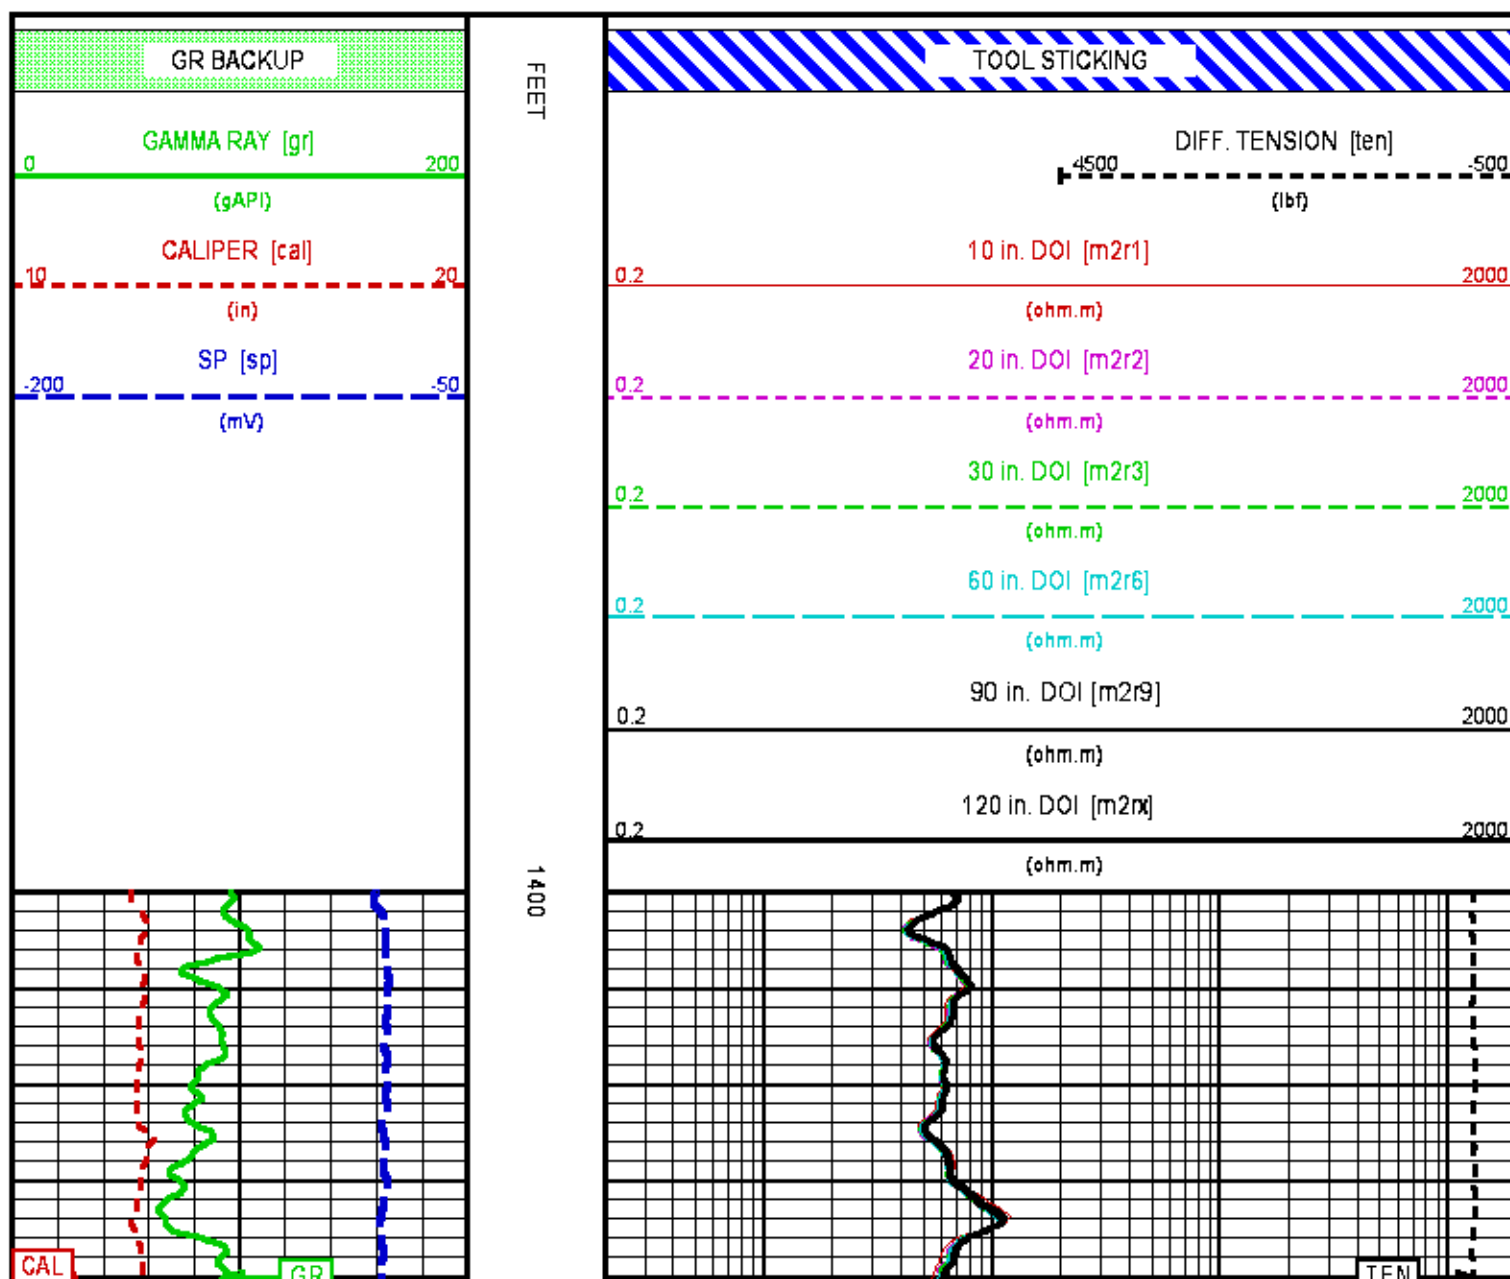 GR BACKUP
GAMMA RAY [gr]
0 200
(gAPI)
CALIPER [cal]
10 20
(in)
SP [sp]
-200 -50
(mV)
FEET
1400
TOOL STICKING
DIFF. TENSION [ten]
4500 -500
(lbf)
10 in. DOI [m2r1]
0.2 2000
(ohm.m)
20 in. DOI [m2r2]
0.2 2000
(ohm.m)
30 in. DOI [m2r3]
0.2 2000
(ohm.m)
60 in. DOI [m2r6]
0.2 2000
(ohm.m)
90 in. DOI [m2r9]
0.2 2000
(ohm.m)
120 in. DOI [m2rx]
0.2 2000
(ohm.m)
CAL
GR
TEN